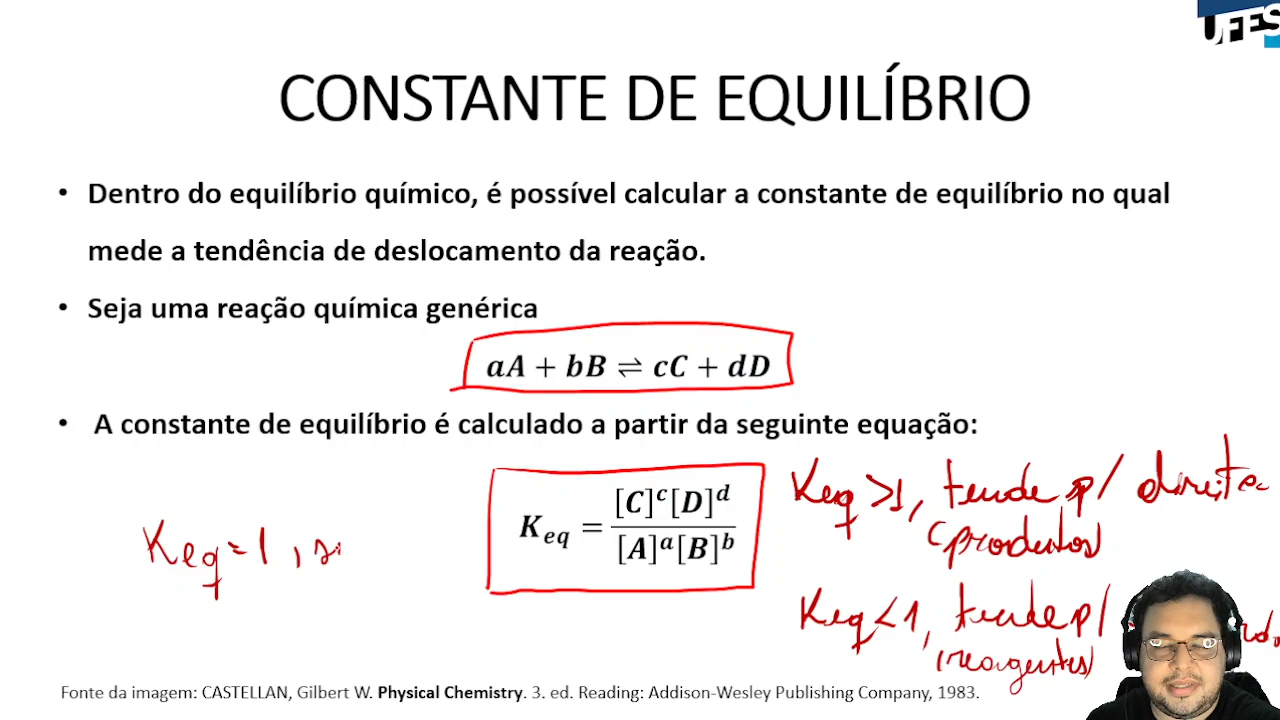 UFES
CONSTANTE DE EQUILÍBRIO
• Dentro do equilíbrio químico, é possível calcular a constante de equilíbrio no qual
mede a tendência de deslocamento da reação.
• Seja uma reação química genérica
aA + bB ⇌ cC + dD
• A constante de equilíbrio é calculado a partir da seguinte equação:
K_eq = [C]^c[D]^d / [A]^a[B]^b
Keq >1, tende p/ direita
(produtos)
Keq = 1,
Keq < 1, tende p/
(reagentes)
Fonte da imagem: CASTELLAN, Gilbert W. Physical Chemistry. 3. ed. Reading: Addison-Wesley Publishing Company, 1983.